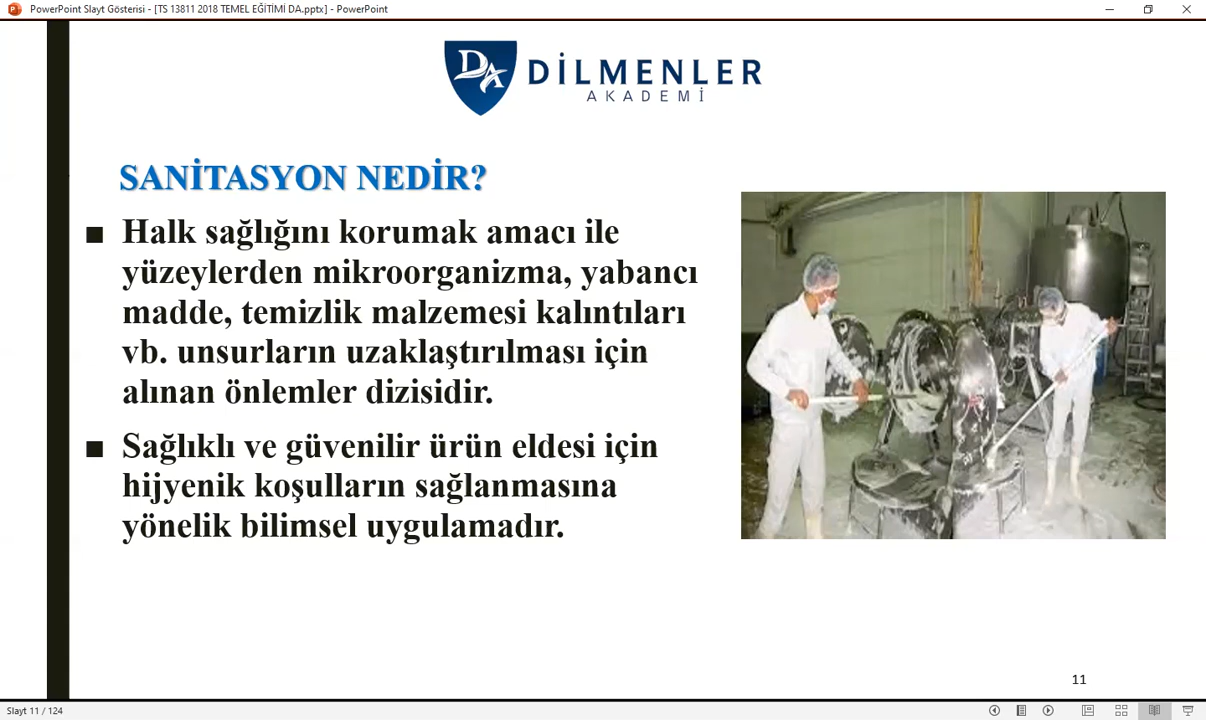 PowerPoint Slayt Gösterisi - [TS 13811 2018 TEMEL EĞİTİMİ DA.pptx] - PowerPoint
DA DİLMENLER
AKADEMİ
SANİTASYON NEDİR?
■ Halk sağlığını korumak amacı ile
yüzeylerden mikroorganizma, yabancı
madde, temizlik malzemesi kalıntıları
vb. unsurların uzaklaştırılması için
alınan önlemler dizisidir.
■ Sağlıklı ve güvenilir ürün eldesi için
hijyenik koşulların sağlanmasına
yönelik bilimsel uygulamadır.
11
Slayt 11 / 124